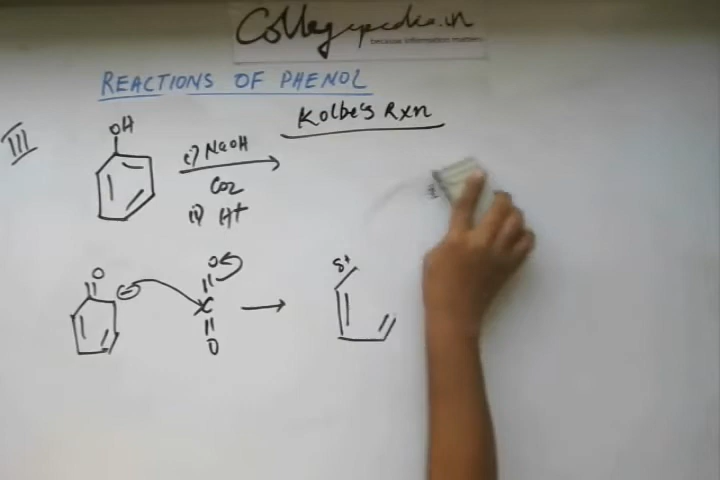 Collegepedia.in
because information matters
REACTIONS OF PHENOL
Kolbe's Rxn
III
OH
i) NaOH
CO2
ii) H+
O
O
C
O
δ+